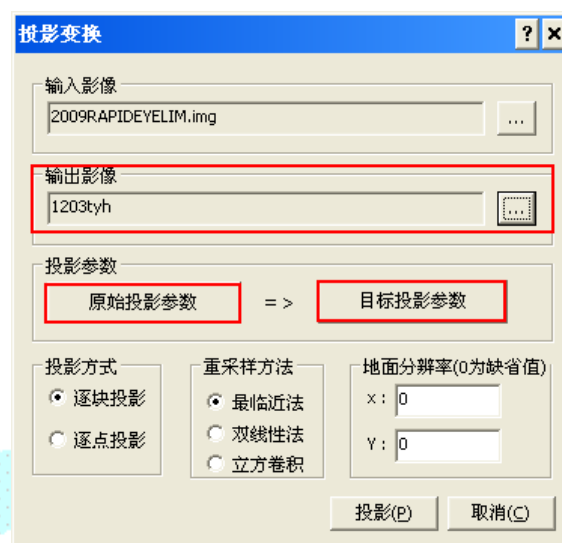 投影变换
输入影像
2009RAPIDEYELIM.img
...
输出影像
1203tyh
...
投影参数
原始投影参数 => 目标投影参数
投影方式
逐块投影
逐点投影
重采样方法
最临近法
双线性法
立方卷积
地面分辨率(0为缺省值)
x: 0
Y: 0
投影(P) 取消(C)